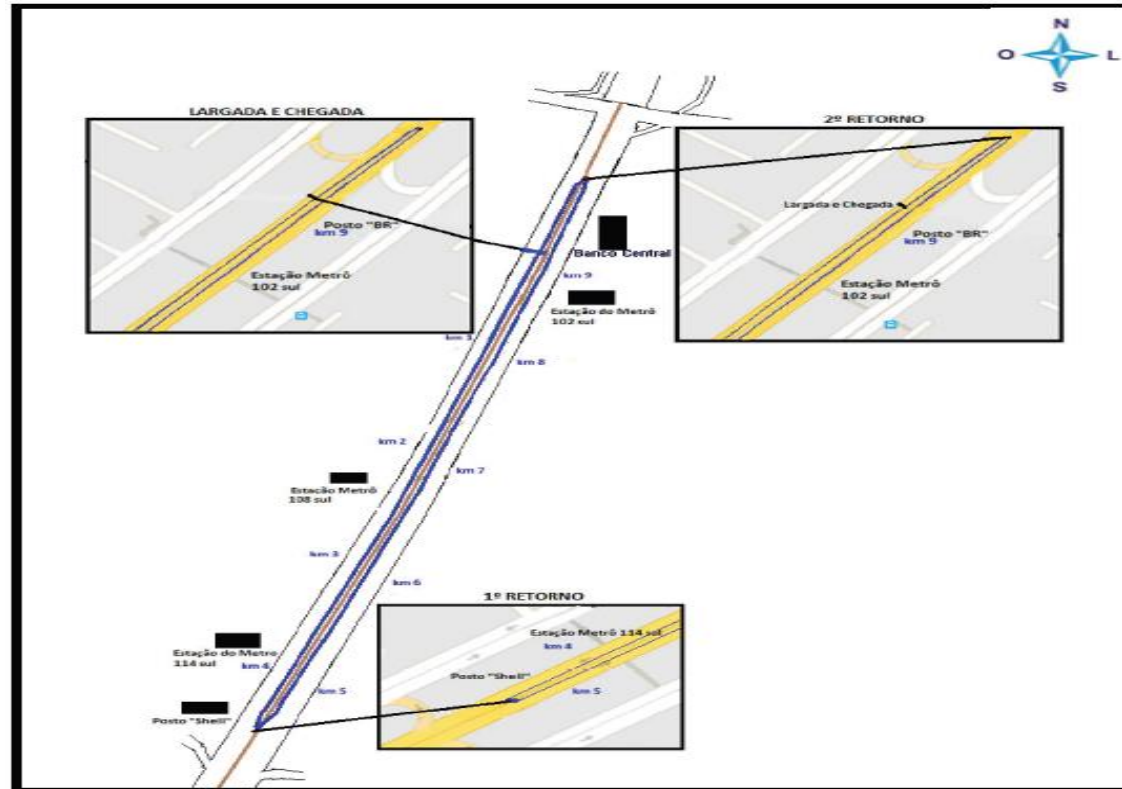 N
O
L
S
LARGADA E CHEGADA
Posto "BR"
km 9
Estação Metrô
102 sul
2º RETORNO
Largada e Chegada
Posto "BR"
km 9
Estação Metrô
102 sul
Banco Central
km 9
Estação do Metrô
102 sul
km 1
km 8
km 2
km 7
Estação Metrô
108 sul
km 3
km 6
1º RETORNO
Estação Metrô 114 sul
km 4
Posto "Shell"
km 5
Estação do Metro
114 sul
km 4
km 5
Posto "Shell"